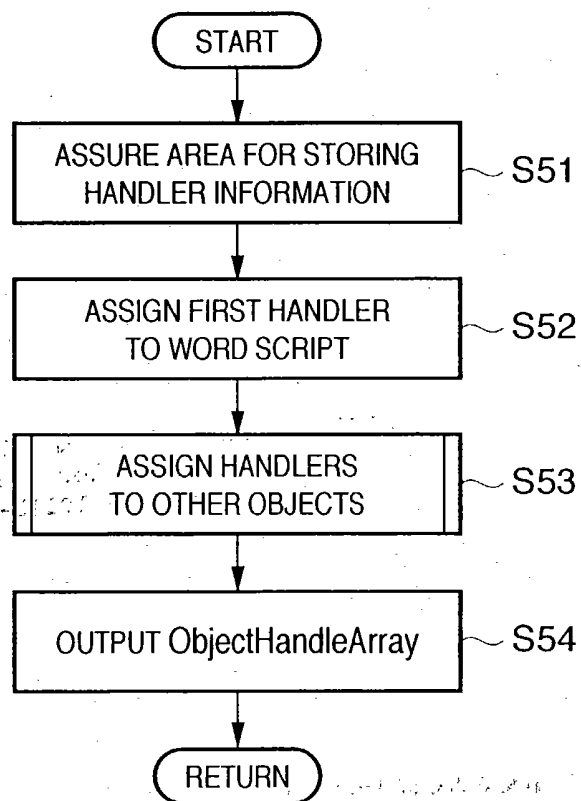 START
ASSURE AREA FOR STORING
HANDLER INFORMATION
S51
ASSIGN FIRST HANDLER
TO WORD SCRIPT
S52
ASSIGN HANDLERS
TO OTHER OBJECTS
S53
OUTPUT ObjectHandleArray
S54
RETURN